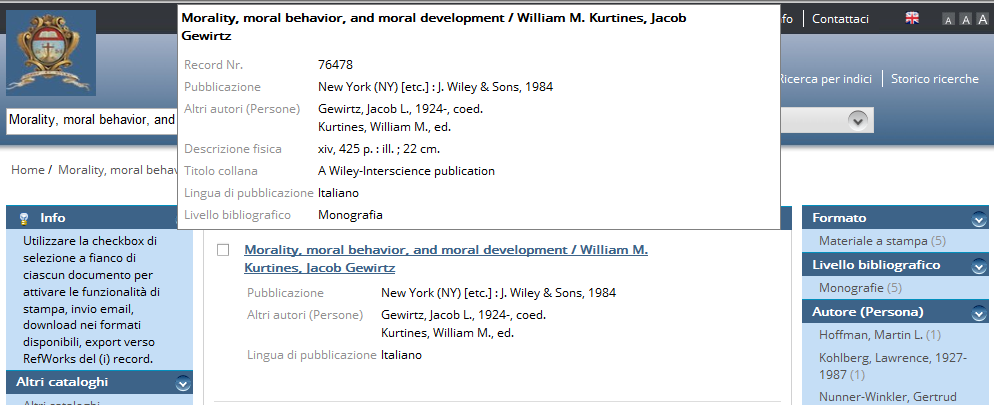 Morality, moral behavior, and moral development / William M. Kurtines, Jacob
Gewirtz
Record Nr. 76478
Pubblicazione New York (NY) [etc.] : J. Wiley & Sons, 1984
Altri autori (Persone) Gewirtz, Jacob L., 1924-, coed.
Kurtines, William M., ed.
Descrizione fisica xiv, 425 p. : ill. ; 22 cm.
Titolo collana A Wiley-Interscience publication
Lingua di pubblicazione Italiano
Livello bibliografico Monografia
Contattaci
A A A
Ricerca per indici Storico ricerche
Morality, moral behavior, and
Home / Morality, moral
Info
Utilizzare la checkbox di
selezione a fianco di
ciascun documento per
attivare le funzionalità di
stampa, invio email,
download nei formati
disponibili, export verso
RefWorks del (i) record.
Altri cataloghi
Altri cataloghi
Morality, moral behavior, and moral development / William M.
Kurtines, Jacob Gewirtz
Pubblicazione New York (NY) [etc.] : J. Wiley & Sons, 1984
Altri autori (Persone) Gewirtz, Jacob L., 1924-, coed.
Kurtines, William M., ed.
Lingua di pubblicazione Italiano
Formato
Materiale a stampa (5)
Livello bibliografico
Monografie (5)
Autore (Persona)
Hoffman, Martin L. (1)
Kohlberg, Lawrence, 1927-
1987 (1)
Nunner-Winkler, Gertrud